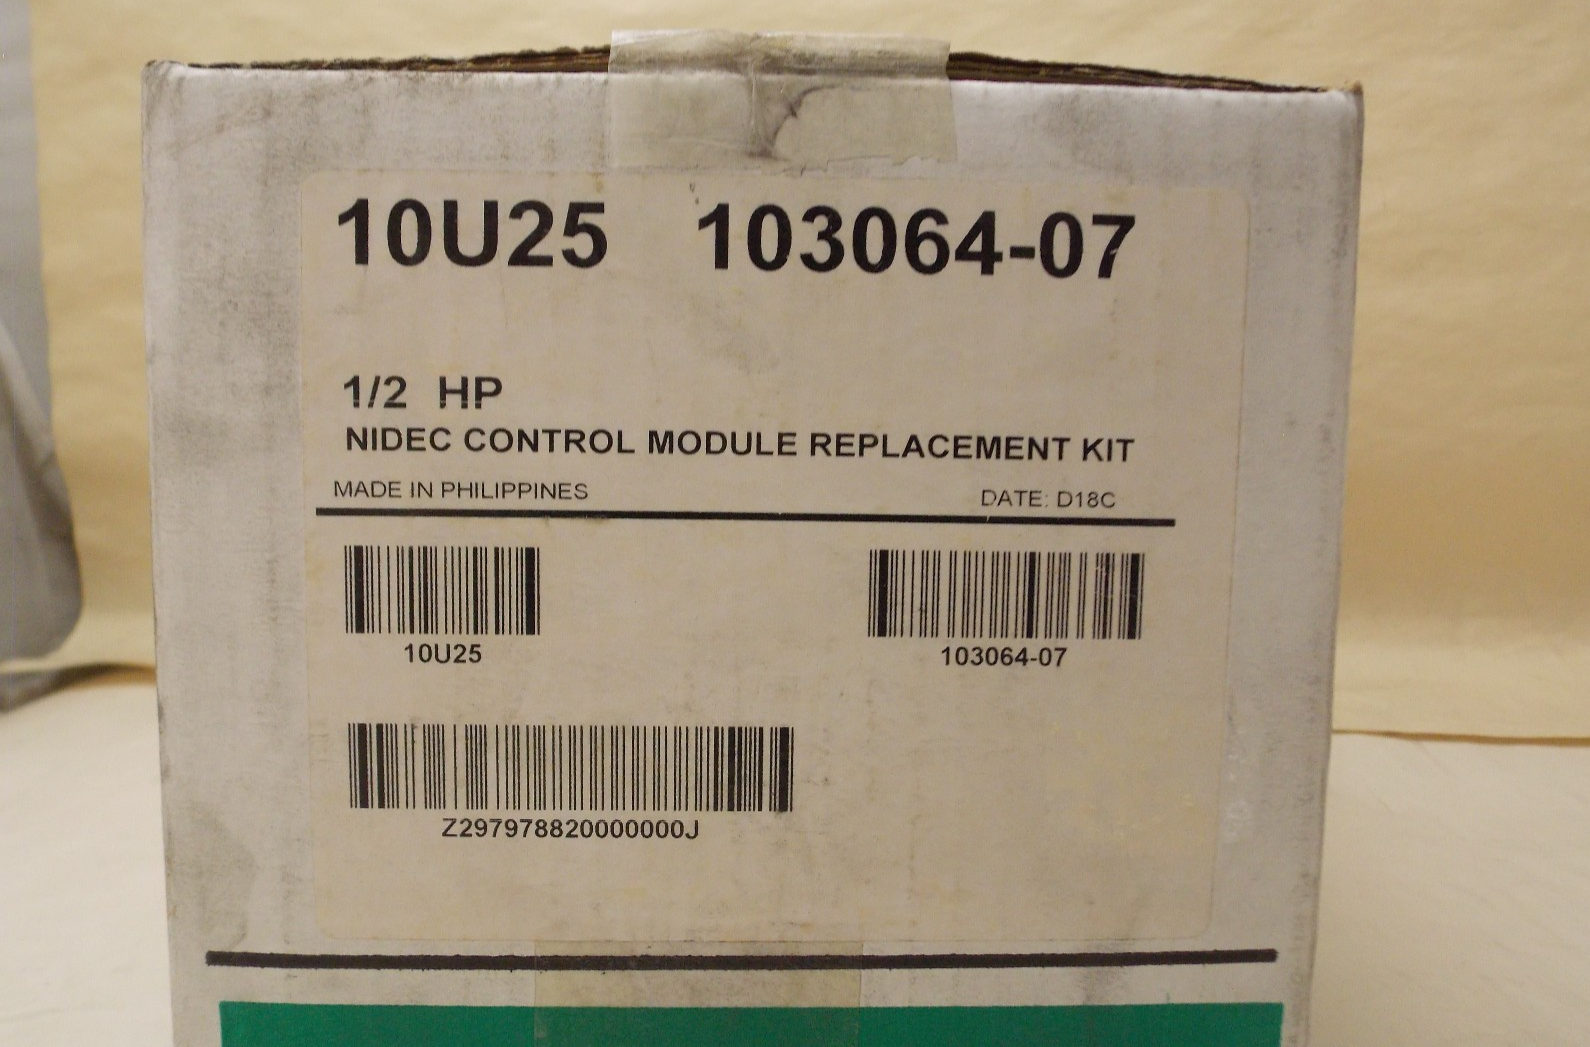 10U25 103064-07
1/2 HP
NIDEC CONTROL MODULE REPLACEMENT KIT
MADE IN PHILIPPINES DATE: D18C
10U25 103064-07
Z297978820000000J